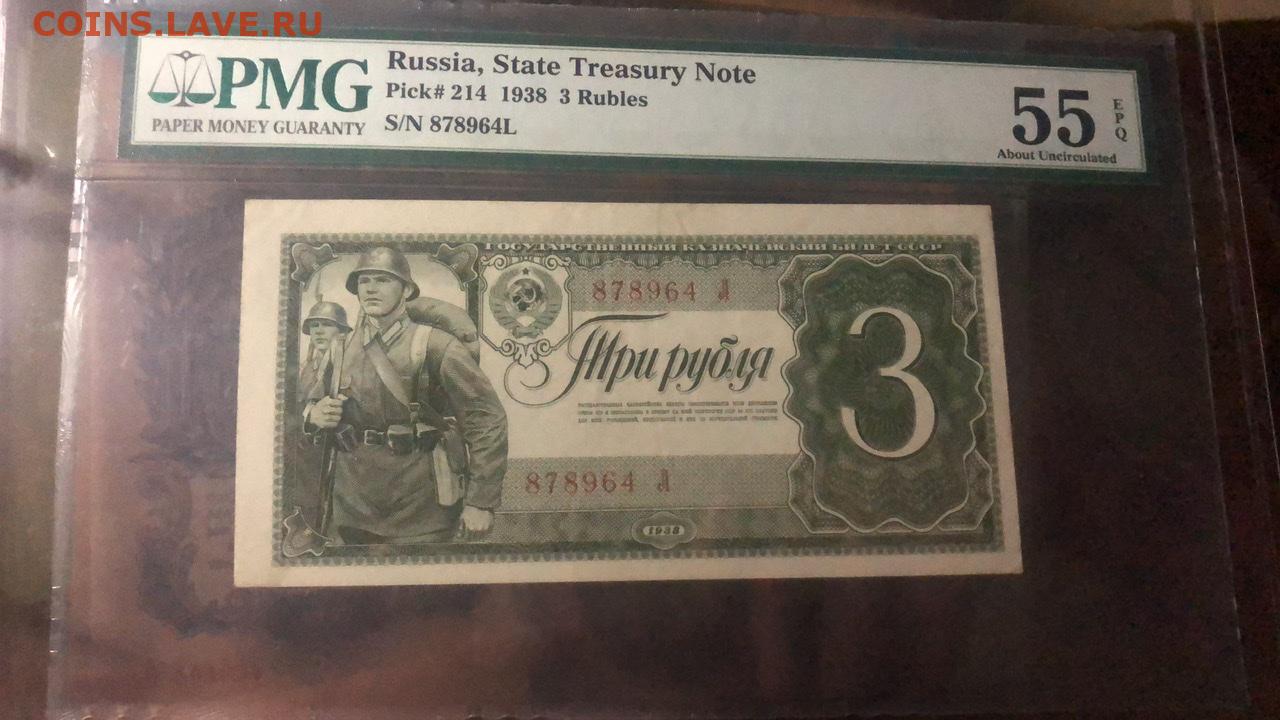 COINS.LAVE.RU
PMG
PAPER MONEY GUARANTY
Russia, State Treasury Note
Pick# 214 1938 3 Rubles
S/N 878964L
55
EPQ
About Uncirculated
ГОСУДАРСТВЕННЫЙ КАЗНАЧЕЙСКИЙ БИЛЕТ СССР
878964 Л
Три рубля
3
878964 Л
1938